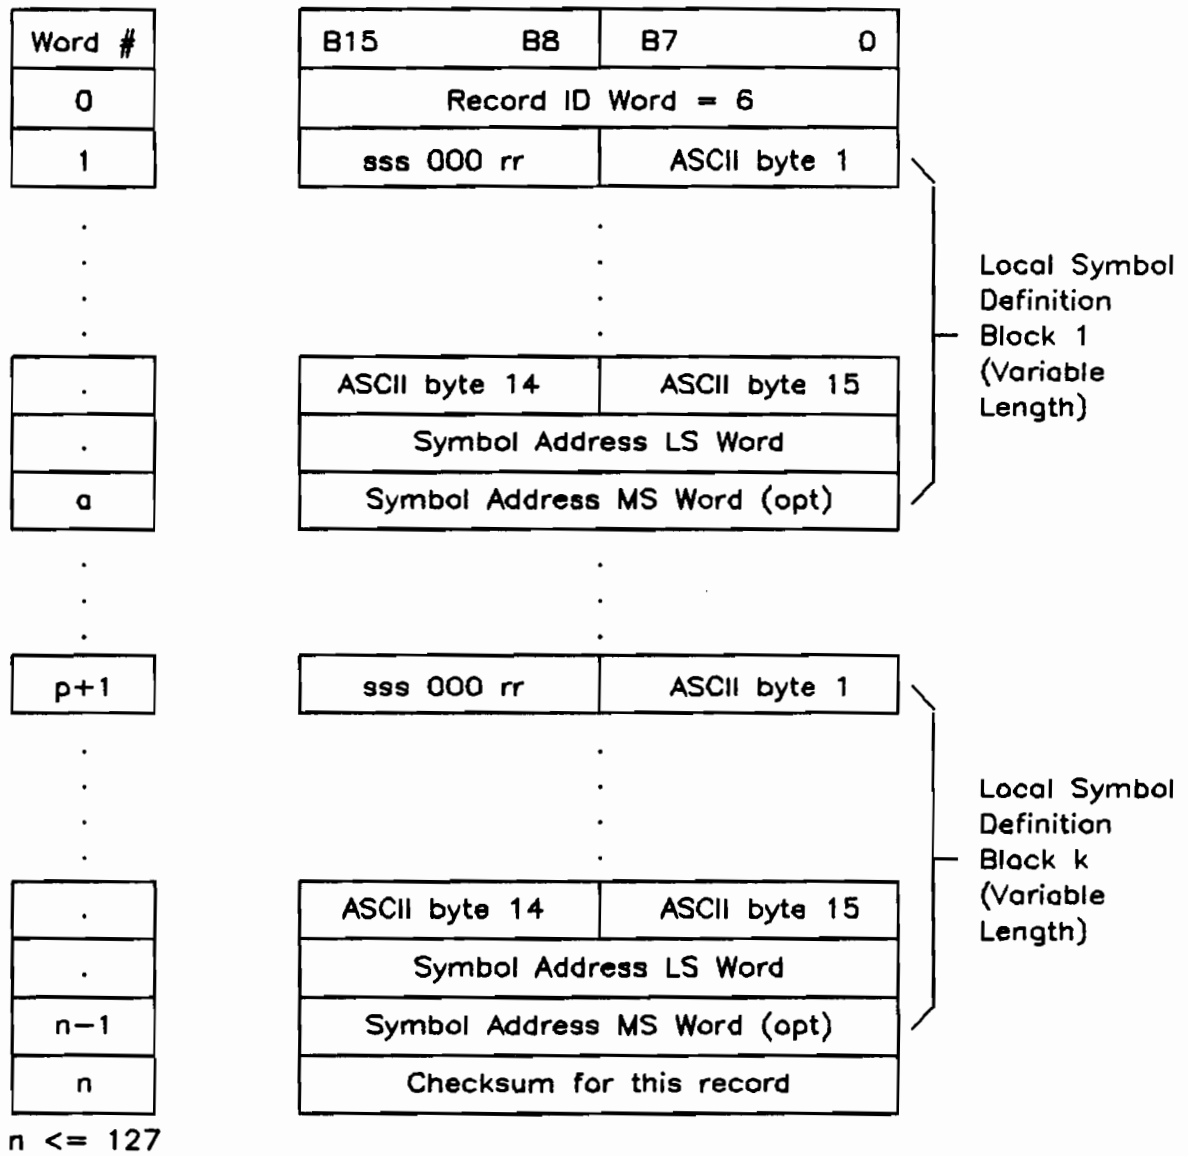 Word # B15 B8 B7 0
0 Record ID Word = 6
1 sss 000 rr ASCII byte 1
Local Symbol
Definition
Block 1
(Variable
Length)
. ASCII byte 14 ASCII byte 15
. Symbol Address LS Word
a Symbol Address MS Word (opt)
p+1 sss 000 rr ASCII byte 1
Local Symbol
Definition
Block k
(Variable
Length)
. ASCII byte 14 ASCII byte 15
. Symbol Address LS Word
n-1 Symbol Address MS Word (opt)
n Checksum for this record
n <= 127